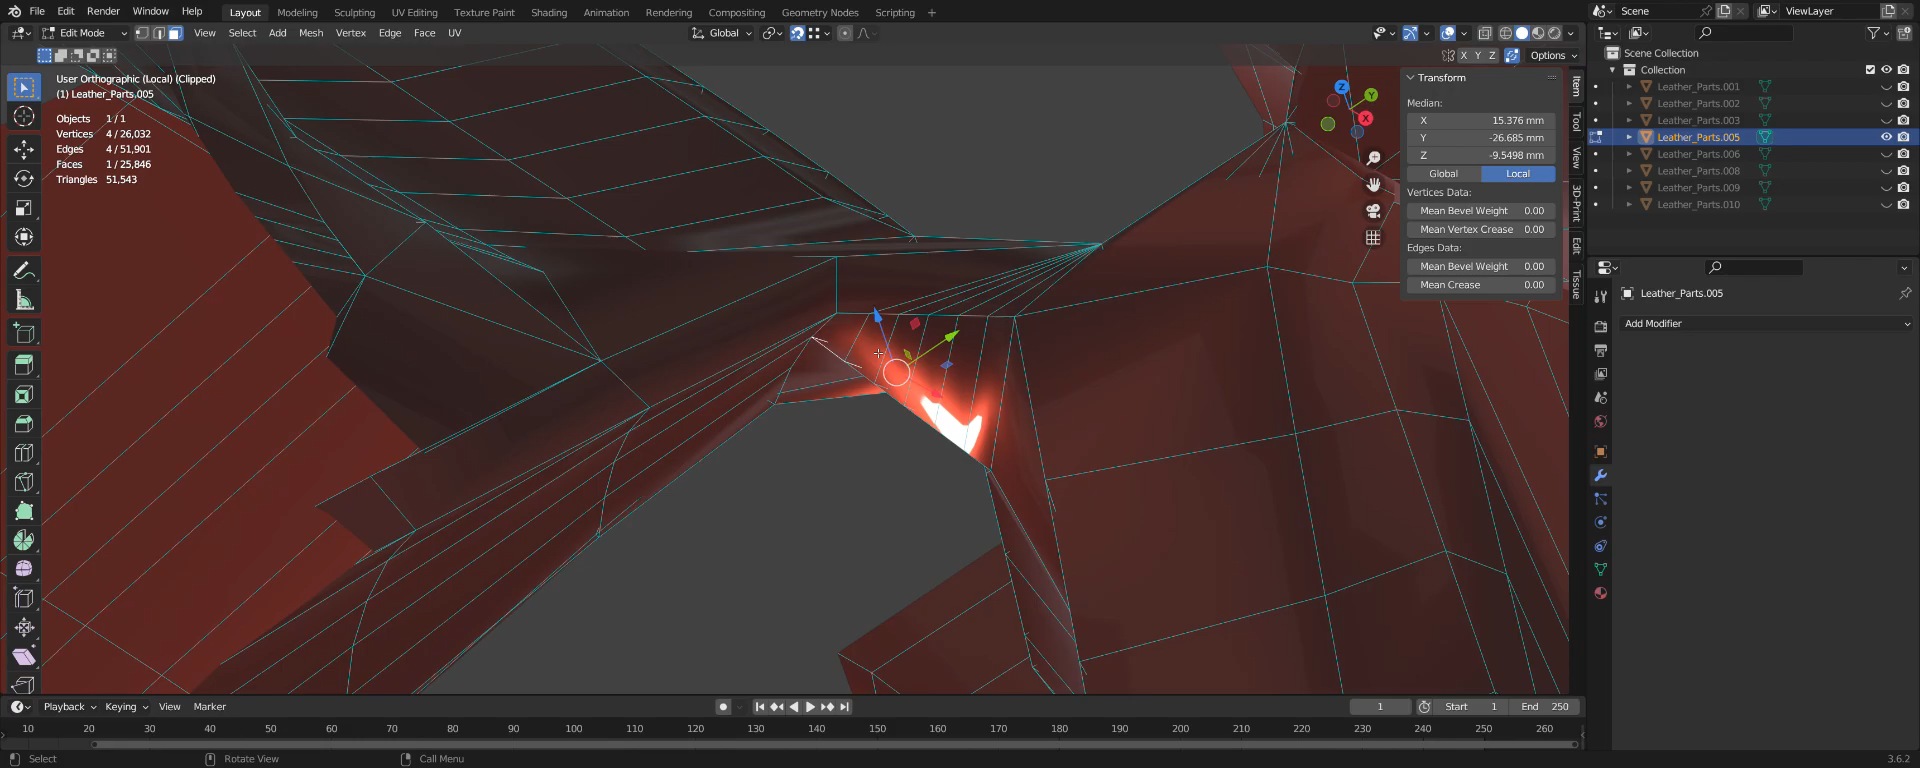 File Edit Render Window Help Layout Modeling Sculpting UV Editing Texture Paint Shading Animation Rendering Compositing Geometry Nodes Scripting + Scene ViewLayer
Edit Mode View Select Add Mesh Vertex Edge Face UV Global
X Y Z Options
User Orthographic (Local) (Clipped)
(1) Leather_Parts.005
Objects 1 / 1
Vertices 4 / 26,032
Edges 4 / 51,901
Faces 1 / 25,846
Triangles 51,543
Z
Y
X
Transform
Median:
X 15.376 mm
Y -26.685 mm
Z -9.5498 mm
Global Local
Vertices Data:
Mean Bevel Weight 0.00
Mean Vertex Crease 0.00
Edges Data:
Mean Bevel Weight 0.00
Mean Crease 0.00
Item
Tool
View
3D-Print
Edit
Tissue
Scene Collection
Collection
Leather_Parts.001
Leather_Parts.002
Leather_Parts.003
Leather_Parts.005
Leather_Parts.006
Leather_Parts.008
Leather_Parts.009
Leather_Parts.010
Leather_Parts.005
Add Modifier
Playback Keying View Marker 1 Start 1 End 250
10 20 30 40 50 60 70 80 90 100 110 120 130 140 150 160 170 180 190 200 210 220 230 240 250 260
Select Rotate View Call Menu 3.6.2